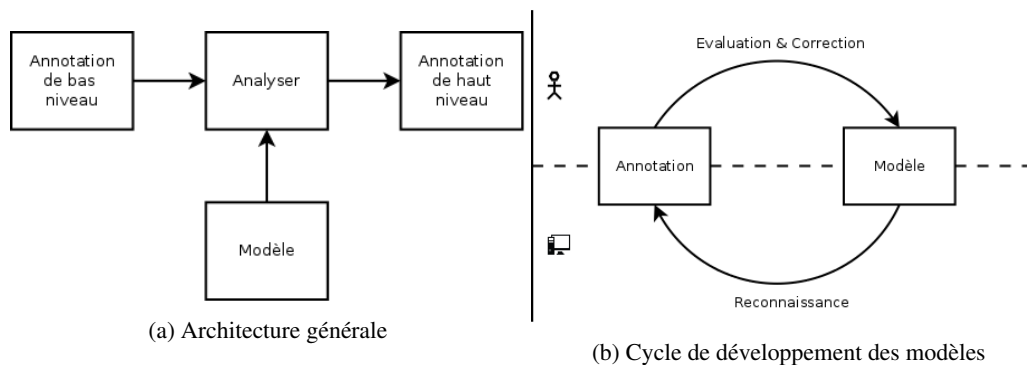 Annotation
de bas
niveau
Analyser
Annotation
de haut
niveau
Modèle
(a) Architecture générale
Evaluation & Correction
Annotation
Modèle
Reconnaissance
(b) Cycle de développement des modèles